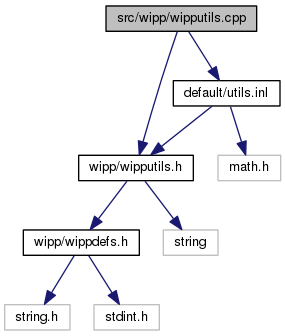 src/wipp/wipputils.cpp
default/utils.inl
wipp/wipputils.h
math.h
wipp/wippdefs.h
string
string.h
stdint.h